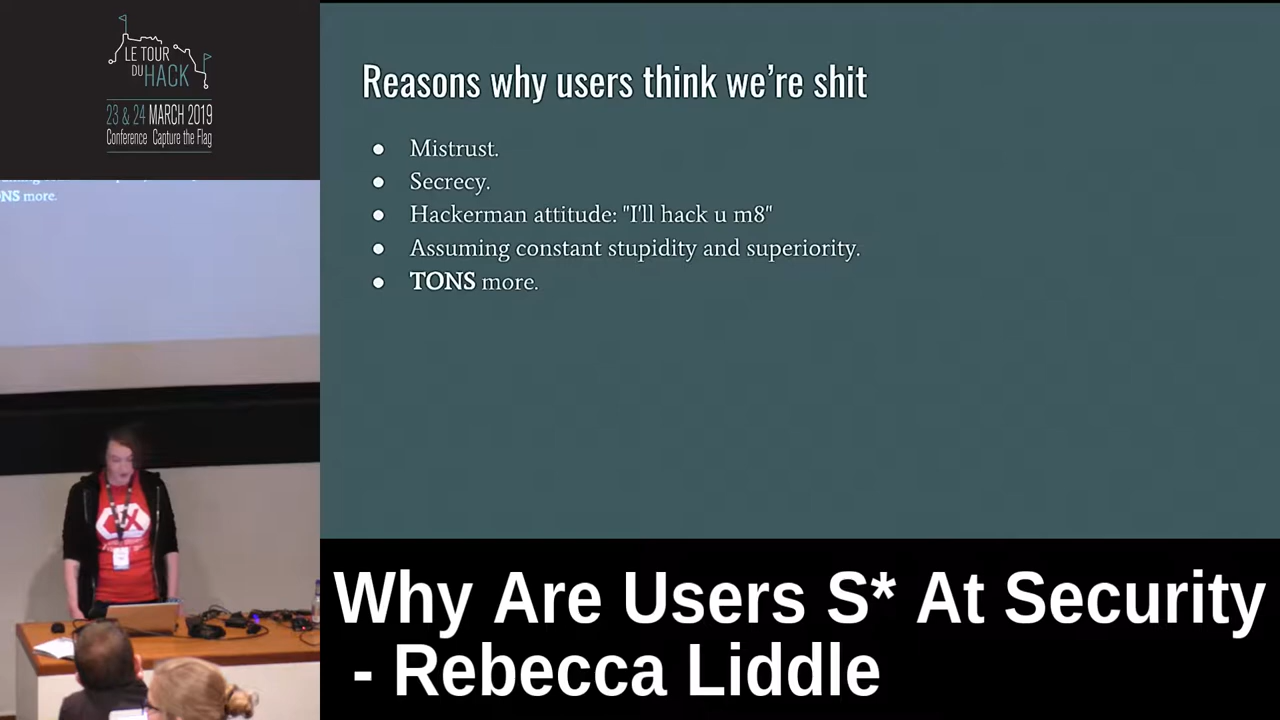 LE TOUR
DU HACK
23 & 24 MARCH 2019
Conference Capture the Flag
NS more.
Reasons why users think we're shit
• Mistrust.
• Secrecy.
• Hackerman attitude: "I'll hack u m8"
• Assuming constant stupidity and superiority.
• TONS more.
Why Are Users S* At Security
- Rebecca Liddle